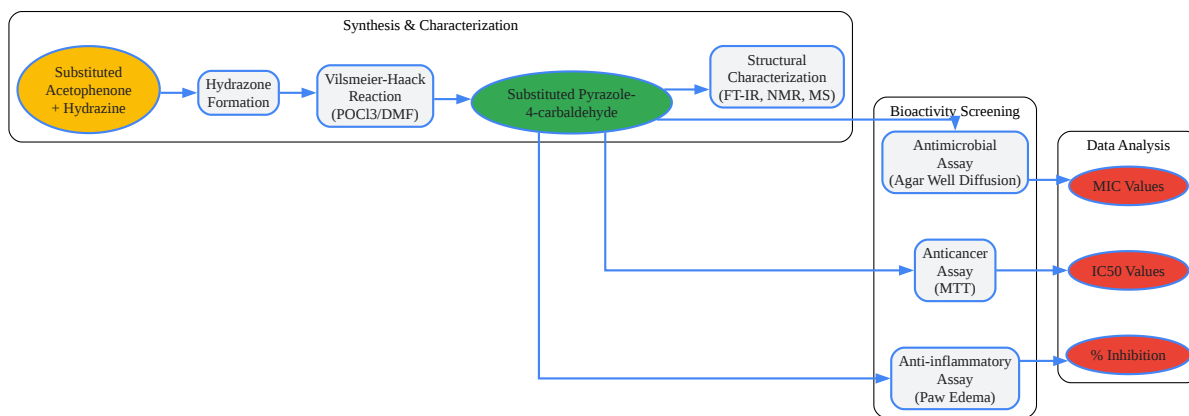 Synthesis & Characterization
Substituted
Acetophenone
+ Hydrazine
Hydrazone
Formation
Vilsmeier-Haack
Reaction
(POCl3/DMF)
Substituted Pyrazole-
4-carbaldehyde
Structural
Characterization
(FT-IR, NMR, MS)
Bioactivity Screening
Antimicrobial
Assay
(Agar Well Diffusion)
Anticancer
Assay
(MTT)
Anti-inflammatory
Assay
(Paw Edema)
Data Analysis
MIC Values
IC50 Values
% Inhibition